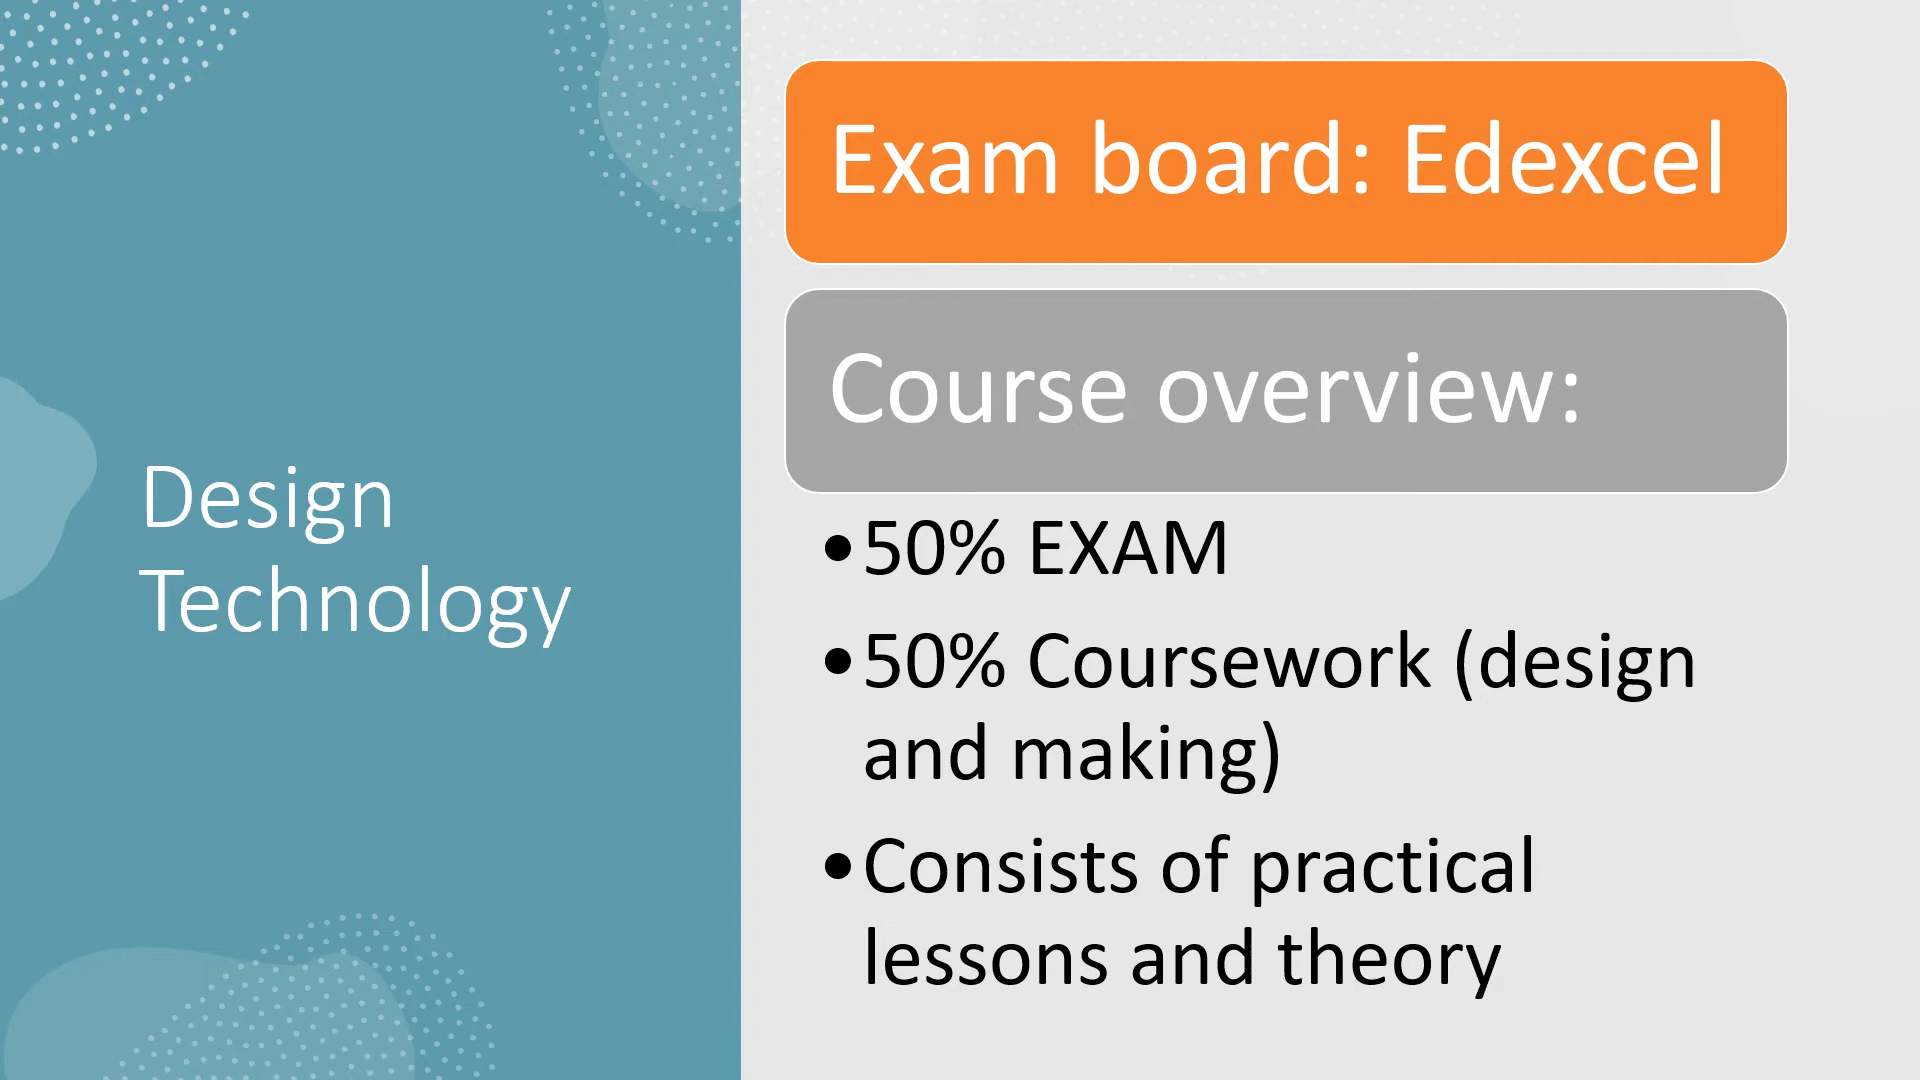 Design
Technology
Exam board: Edexcel
Course overview:
•50% EXAM
•50% Coursework (design
and making)
•Consists of practical
lessons and theory